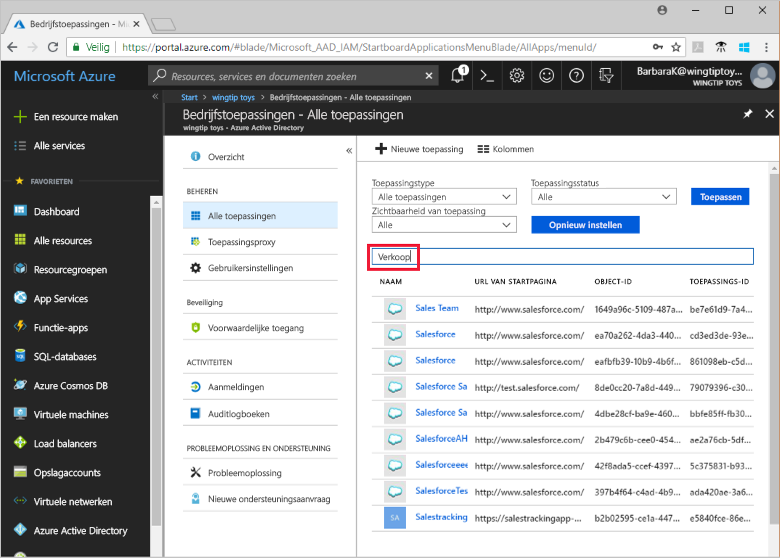 Bedrijfstoepassingen - M
Veilig | https://portal.azure.com/#blade/Microsoft_AAD_IAM/StartboardApplicationsMenuBlade/AllApps/menuId/
Microsoft Azure
Resources, services en documenten zoeken
1
BarbaraK@wingtiptoy...
WINGTIP TOYS
Start > wingtip toys > Bedrijfstoepassingen - Alle toepassingen
Bedrijfstoepassingen - Alle toepassingen
wingtip toys - Azure Active Directory
Een resource maken
Alle services
FAVORIETEN
Dashboard
Alle resources
Resourcegroepen
App Services
Functie-apps
SQL-databases
Azure Cosmos DB
Virtuele machines
Load balancers
Opslagaccounts
Virtuele netwerken
Azure Active Directory
Overzicht
BEHEREN
Alle toepassingen
Toepassingsproxy
Gebruikersinstellingen
Beveiliging
Voorwaardelijke toegang
ACTIVITEITEN
Aanmeldingen
Auditlogboeken
PROBLEEMOPLOSSING EN ONDERSTEUNING
Probleemoplossing
Nieuwe ondersteuningsaanvraag
Nieuwe toepassing Kolommen
Toepassingstype Toepassingsstatus
Alle toepassingen Alle Toepassen
Zichtbaarheid van toepassing
Alle Opnieuw instellen
Verkoop
NAAM URL VAN STARTPAGINA OBJECT-ID TOEPASSINGS-ID
Sales Team http://www.salesforce.com/ 1649a96c-5109-487a... be7e61d9-7a4...
Salesforce http://www.salesforce.com/ ea70a262-4da3-440... cd3ed3de-93e...
Salesforce http://www.salesforce.com/ eafbfb39-10b9-4b6f... 861098eb-c5d...
Salesforce Sa http://test.salesforce.com/ 8de0cc20-7a8d-449... 79079396-c30...
Salesforce Sa http://www.salesforce.com/ 4dbe28cf-ba9e-460... bbfe85ff-fb30...
SalesforceAH http://www.salesforce.com/ 2b479c6b-cee0-454... ae2a76cb-5df...
Salesforceeee http://www.salesforce.com/ 42f8ada5-ccef-4397... 5c375831-b93...
SalesforceTes http://www.salesforce.com/ 397b4f64-c4ad-4b9... ada420ae-3a6...
SA Salestracking https://salestrackingapp-... b2b02595-ce1a-447... e5840fce-86e...